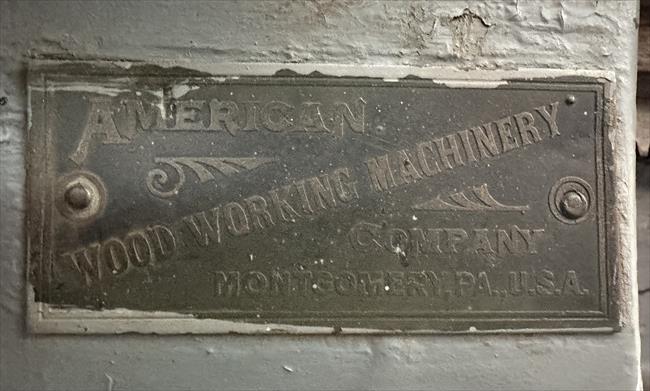 AMERICAN
WOOD WORKING MACHINERY
COMPANY
MONTGOMERY, PA., U.S.A.